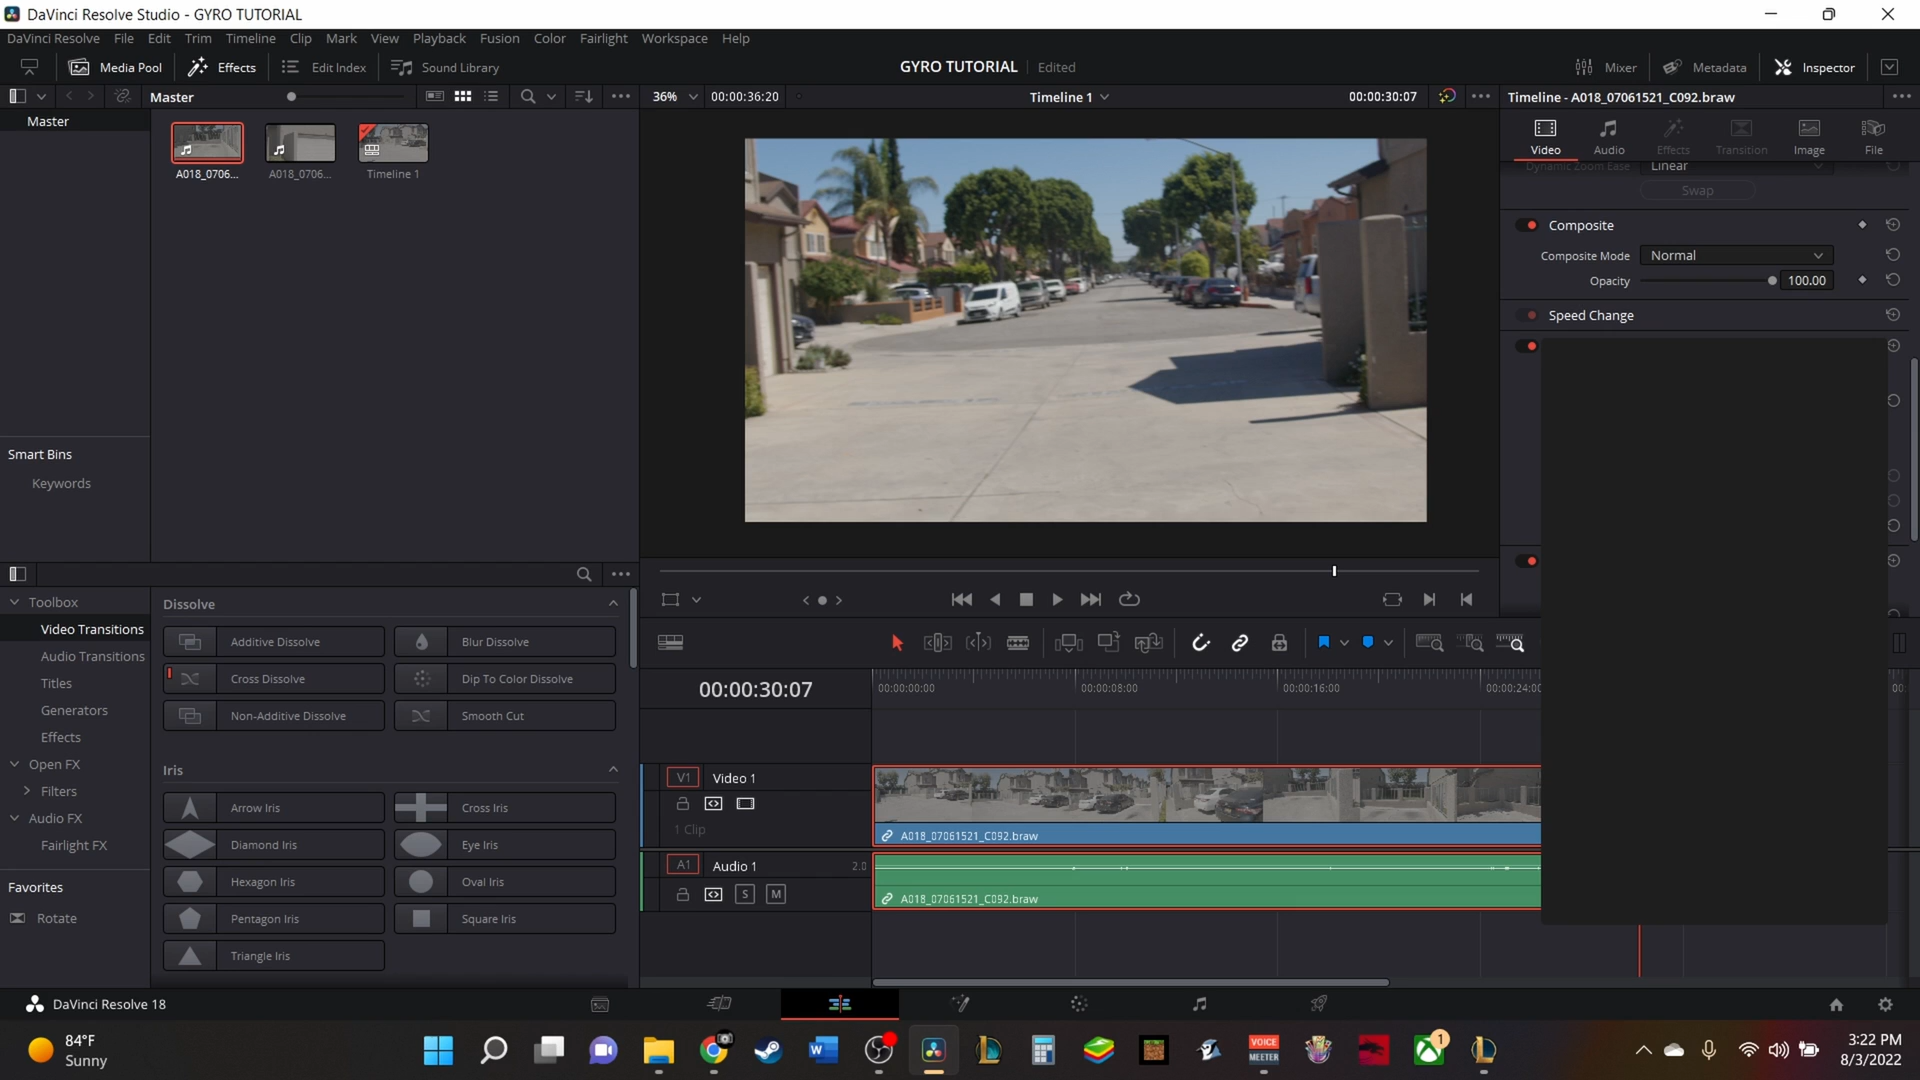 DaVinci Resolve Studio - GYRO TUTORIAL
DaVinci Resolve File Edit Trim Timeline Clip Mark View Playback Fusion Color Fairlight Workspace Help
Media Pool Effects Edit Index Sound Library GYRO TUTORIAL Edited Mixer Metadata Inspector
Master 36% 00:00:36:20 Timeline 1 00:00:30:07 Timeline - A018_07061521_C092.braw
Master
Video Audio Effects Transition Image File
A018_0706... A018_0706... Timeline 1
Dynamic Zoom Ease Linear
Swap
Composite
Composite Mode Normal
Opacity 100.00
Speed Change
Smart Bins
Keywords
Toolbox
Video Transitions
Audio Transitions
Titles
Generators
Effects
Open FX
Filters
Audio FX
Fairlight FX
Favorites
Rotate
Dissolve
Additive Dissolve Blur Dissolve
Cross Dissolve Dip To Color Dissolve
Non-Additive Dissolve Smooth Cut
Iris
Arrow Iris Cross Iris
Diamond Iris Eye Iris
Hexagon Iris Oval Iris
Pentagon Iris Square Iris
Triangle Iris
00:00:30:07 00:00:00:00 00:00:08:00 00:00:16:00 00:00:24:00 00:
V1 Video 1
1 Clip
A018_07061521_C092.braw
A1 Audio 1 2.0
S M
A018_07061521_C092.braw
DaVinci Resolve 18
84°F
Sunny
VOICE
MEETER
1
3:22 PM
8/3/2022